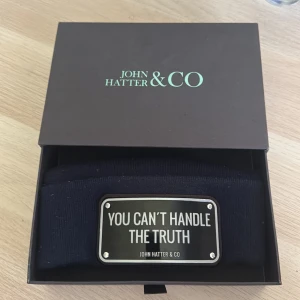 JOHN
HATTER &CO
YOU CAN'T HANDLE
THE TRUTH
JOHN HATTER & CO